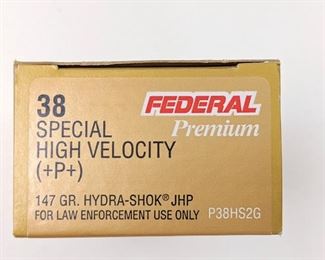 38
SPECIAL
HIGH VELOCITY
(+P+)
FEDERAL
Premium
147 GR. HYDRA-SHOK® JHP
FOR LAW ENFORCEMENT USE ONLY P38HS2G